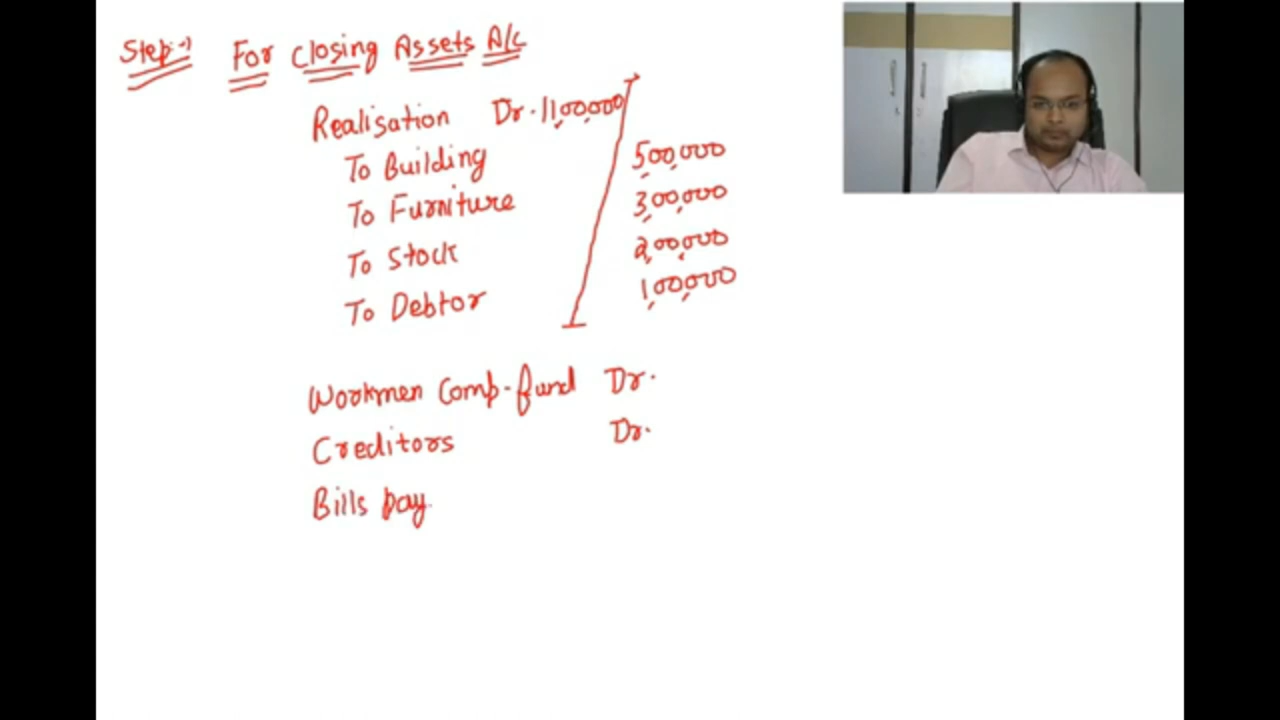 Step:-1 For Closing Assets A/c
Realisation Dr. 11,00,000
To Building 5,00,000
To Furniture 3,00,000
To Stock 2,00,000
To Debtor 1,00,000
Workmen Comp. fund Dr.
Creditors Dr.
Bills pay.